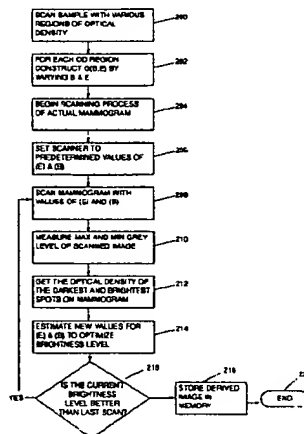 SCAN SAMPLE WITH VARIOUS
REGIONS OF OPTICAL
DENSITY
200
FOR EACH OD REGION
CONSTRUCT G(B,E) BY
VARYING B & E
202
BEGIN SCANNING PROCESS
OF ACTUAL MAMMOGRAM
204
SET SCANNER TO
PREDETERMINED VALUES OF
(E) & (B)
206
SCAN MAMMOGRAM WITH
VALUES OF (E) AND (B)
208
MEASURE MAX AND MIN GREY
LEVEL OF SCANNED IMAGE
210
GET THE OPTICAL DENSITY OF
THE DARKEST AND BRIGHTEST
SPOTS ON MAMMOGRAM
212
ESTIMATE NEW VALUES FOR
(E) & (B) TO OPTIMIZE
BRIGHTNESS LEVEL
214
IS THE CURRENT
BRIGHTNESS
LEVEL BETTER
THAN LAST SCAN?
218
YES
STORE DERIVED
IMAGE IN
MEMORY
216
END